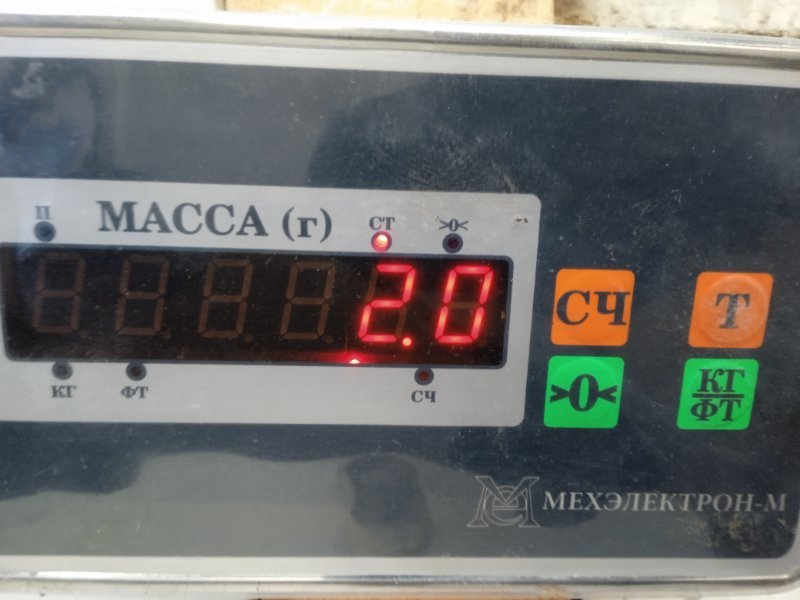 П МАССА (г) СТ >0<
2.0
КГ ФТ СЧ
СЧ Т
>0< КГ/ФТ
МЕХЭЛЕКТРОН-М